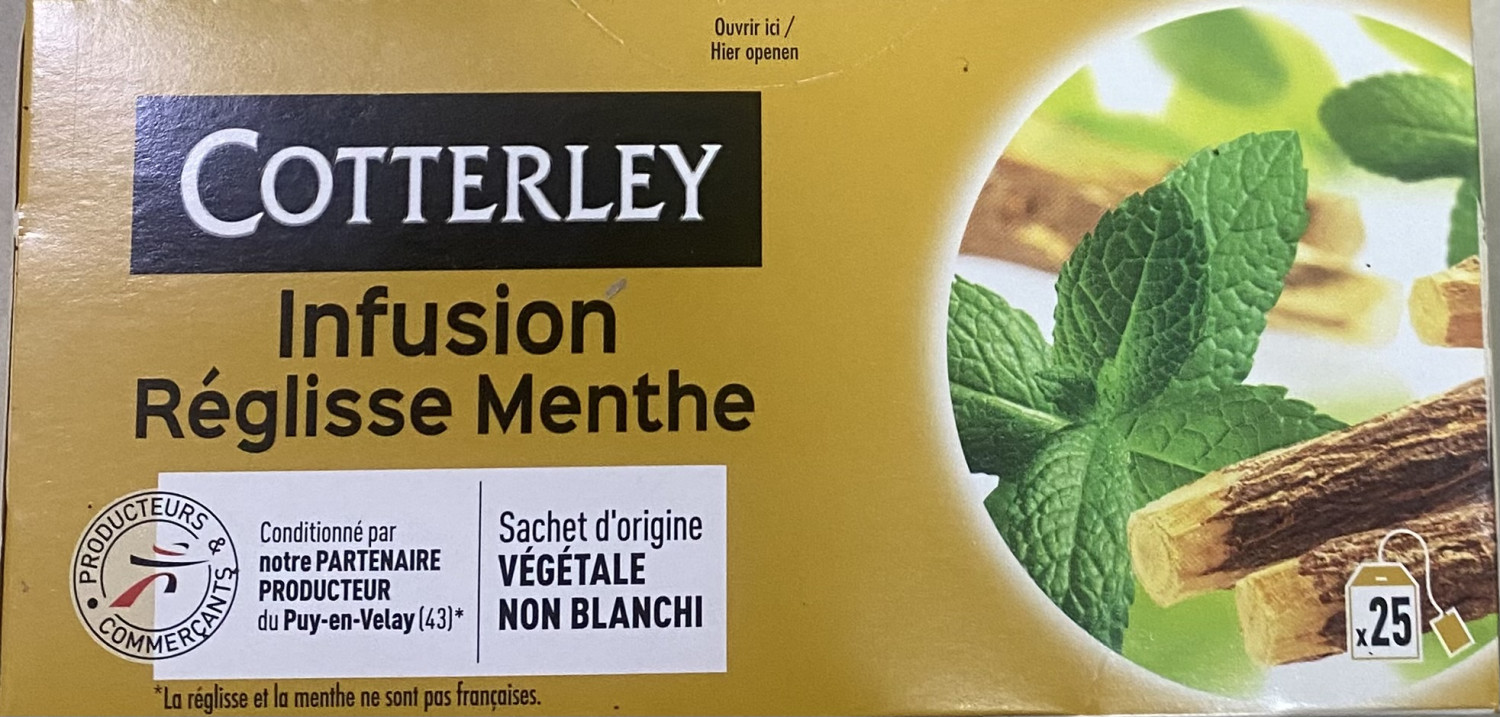 Ouvrir ici /
Hier openen
COTTERLEY
Infusion
Réglisse Menthe
PRODUCTEURS &
COMMERÇANTS
Conditionné par
notre PARTENAIRE
PRODUCTEUR
du Puy-en-Velay (43)*
Sachet d'origine
VÉGÉTALE
NON BLANCHI
x25
*La réglisse et la menthe ne sont pas françaises.